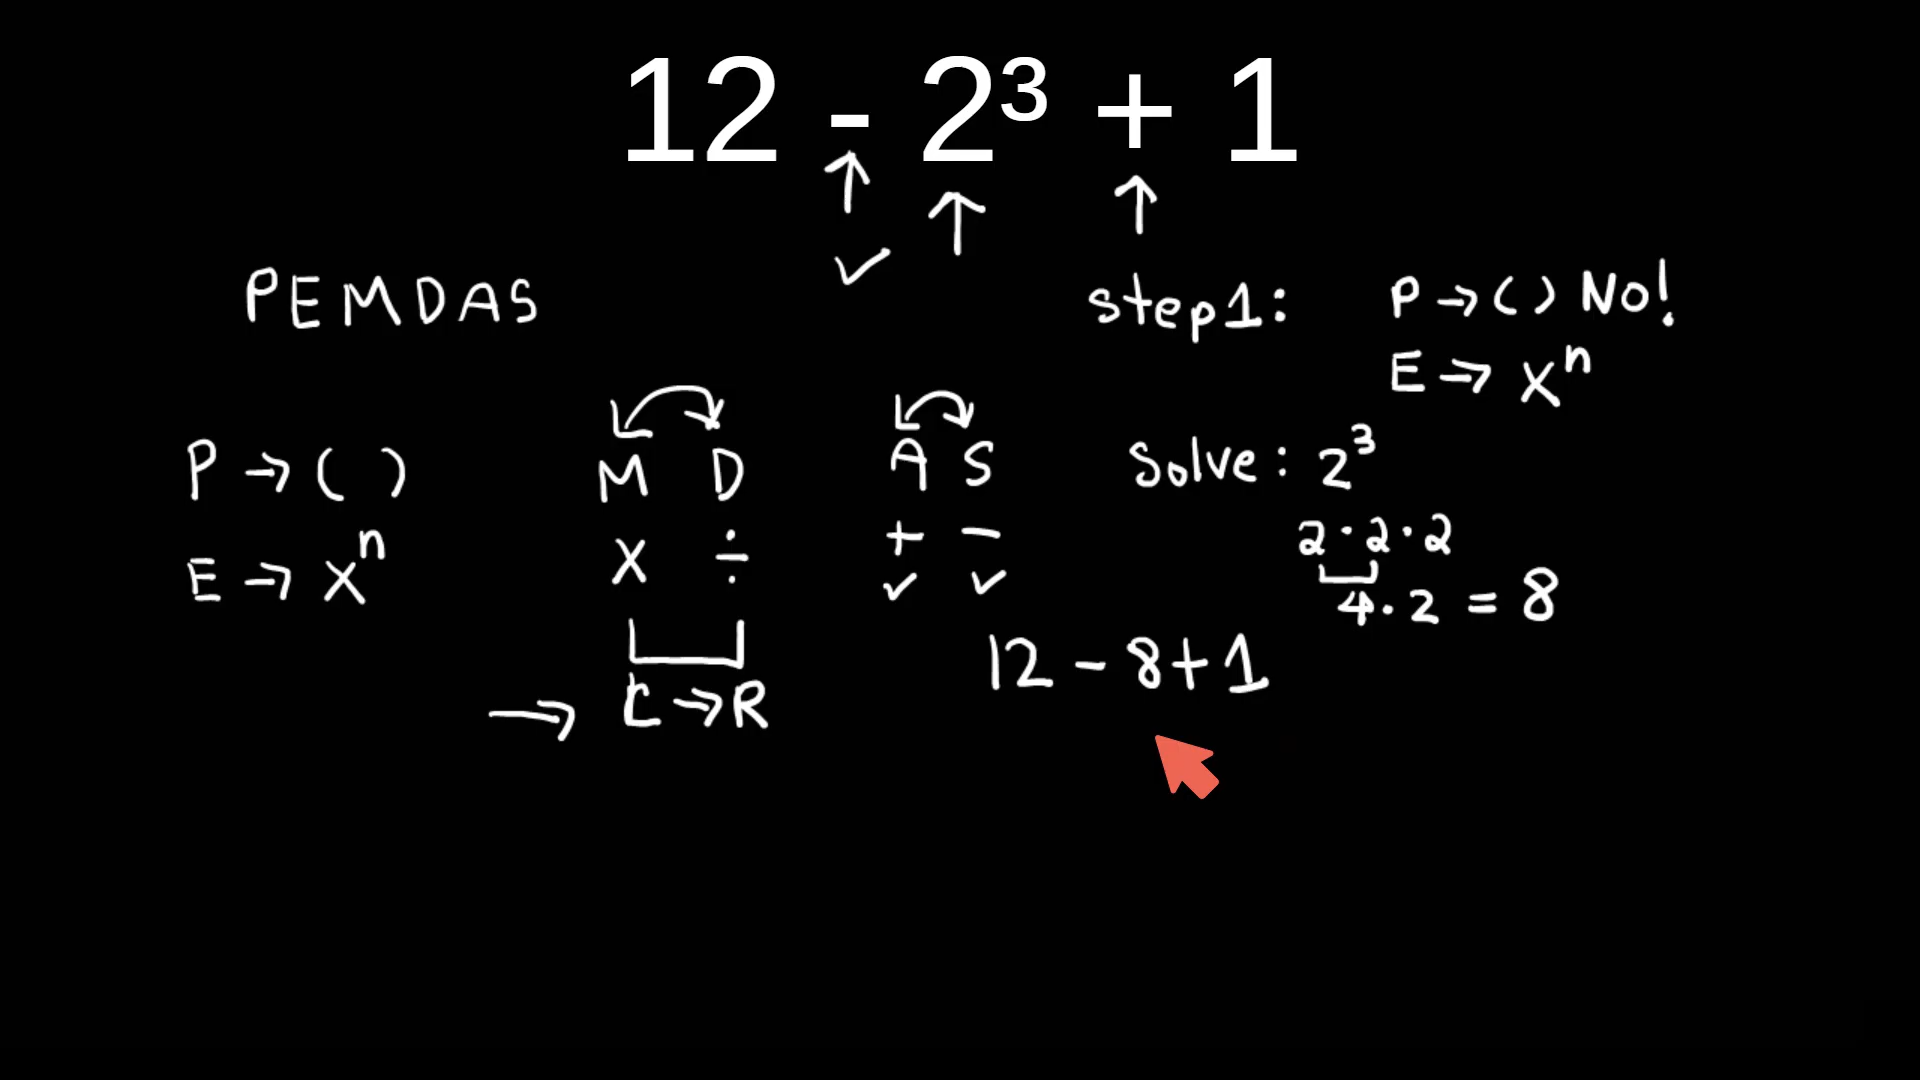 12 - 2³ + 1
PEMDAS
P → ( )
E → xⁿ
M D
x ÷
L → R
A S
+ -
step1:
P → ( ) No!
E → xⁿ
Solve: 2³
2·2·2
4·2 = 8
12 - 8 + 1